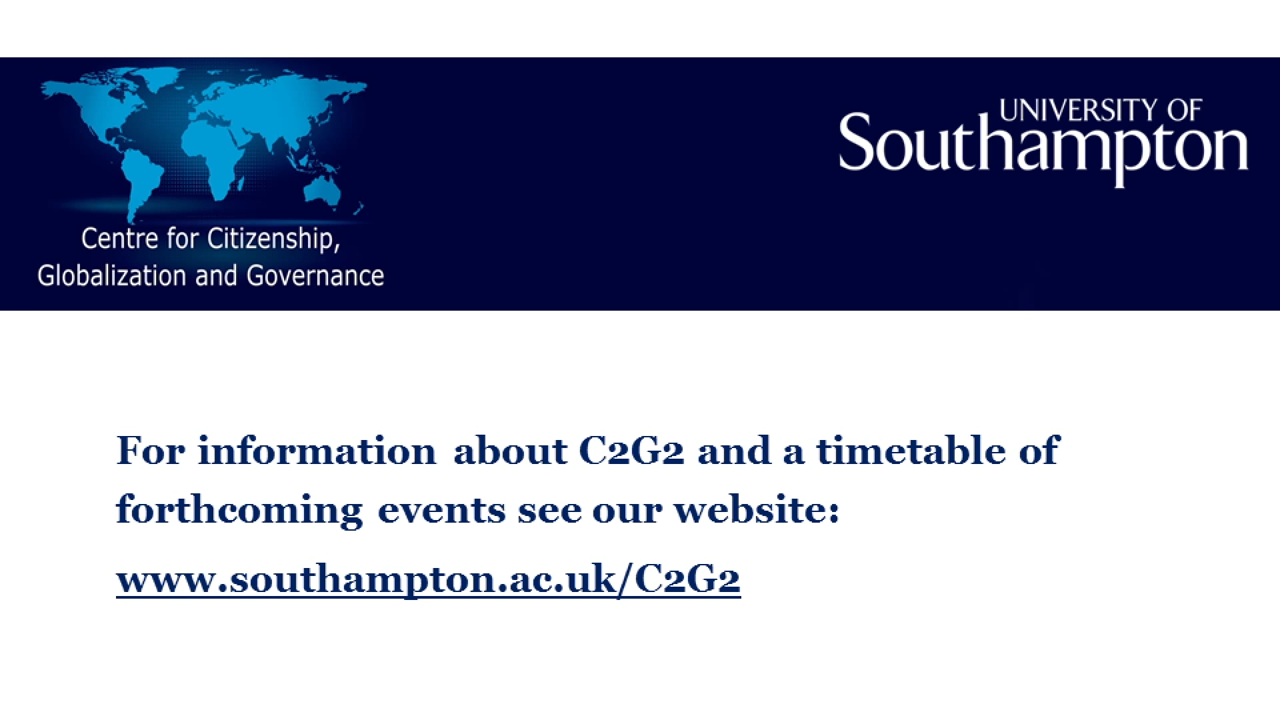 Centre for Citizenship,
Globalization and Governance
UNIVERSITY OF
Southampton
For information about C2G2 and a timetable of
forthcoming events see our website:
www.southampton.ac.uk/C2G2